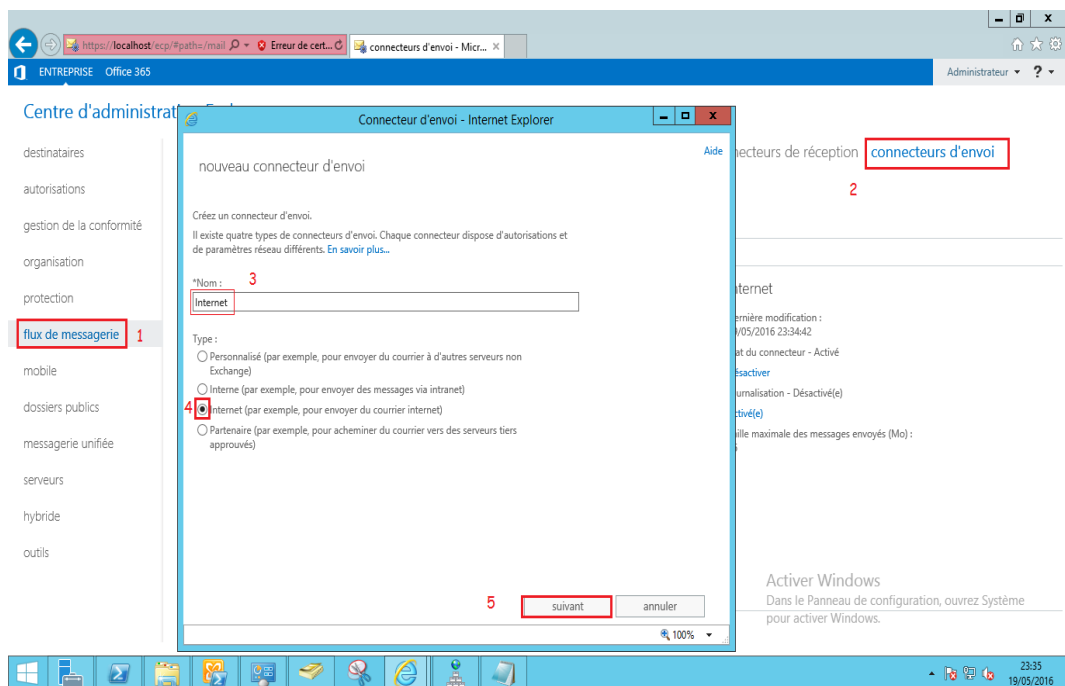 https://localhost/ecp/#path=/mail
Erreur de cert...
connecteurs d'envoi - Micr...
ENTREPRISE Office 365
Administrateur ?
Centre d'administrat
Connecteur d'envoi - Internet Explorer
Aide
destinataires
autorisations
gestion de la conformité
organisation
protection
flux de messagerie 1
mobile
dossiers publics
messagerie unifiée
serveurs
hybride
outils
nouveau connecteur d'envoi
Créez un connecteur d'envoi.
Il existe quatre types de connecteurs d'envoi. Chaque connecteur dispose d'autorisations et
de paramètres réseau différents. En savoir plus...
*Nom : 3
Internet
Type :
Personnalisé (par exemple, pour envoyer du courrier à d'autres serveurs non
Exchange)
Interne (par exemple, pour envoyer des messages via intranet)
4 Internet (par exemple, pour envoyer du courrier internet)
Partenaire (par exemple, pour acheminer du courrier vers des serveurs tiers
approuvés)
5 suivant annuler
100%
necteurs de réception connecteurs d'envoi
2
ternet
ernière modification :
/05/2016 23:34:42
at du connecteur - Activé
ésactiver
urnalisation - Désactivé(e)
ctivé(e)
ille maximale des messages envoyés (Mo) :
Activer Windows
Dans le Panneau de configuration, ouvrez Système
pour activer Windows.
23:35
19/05/2016